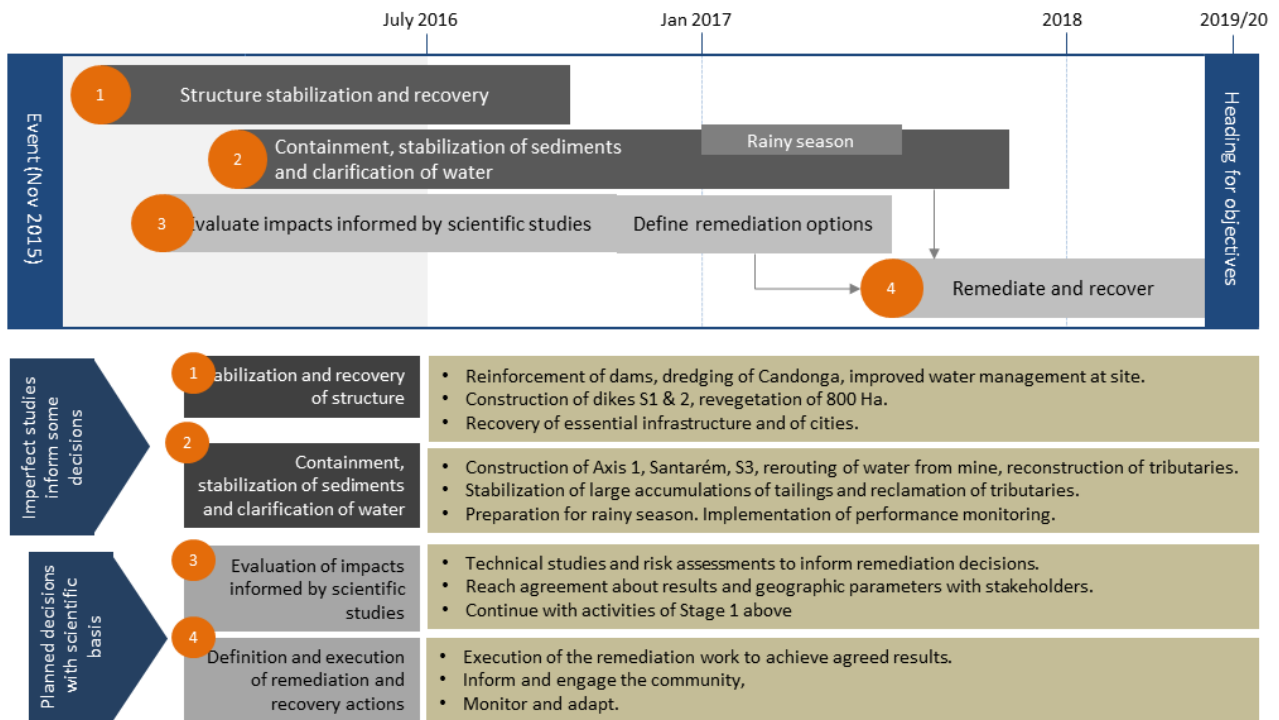 July 2016
Jan 2017
2018
2019/20
Event (Nov 2015)
1
Structure stabilization and recovery
2
Containment, stabilization of sediments
and clarification of water
Rainy season
3
valuate impacts informed by scientific studies
Define remediation options
4
Remediate and recover
Heading for objectives
Imperfect studies
inform some
decisions
1
abilization and recovery
of structure
• Reinforcement of dams, dredging of Candonga, improved water management at site.
• Construction of dikes S1 & 2, revegetation of 800 Ha.
• Recovery of essential infrastructure and of cities.
2
Containment,
stabilization of sediments
and clarification of water
• Construction of Axis 1, Santarém, S3, rerouting of water from mine, reconstruction of tributaries.
• Stabilization of large accumulations of tailings and reclamation of tributaries.
• Preparation for rainy season. Implementation of performance monitoring.
Planned decisions
with scientific
basis
3
Evaluation of impacts
informed by scientific
studies
• Technical studies and risk assessments to inform remediation decisions.
• Reach agreement about results and geographic parameters with stakeholders.
• Continue with activities of Stage 1 above
4
Definition and execution
of remediation and
recovery actions
• Execution of the remediation work to achieve agreed results.
• Inform and engage the community,
• Monitor and adapt.